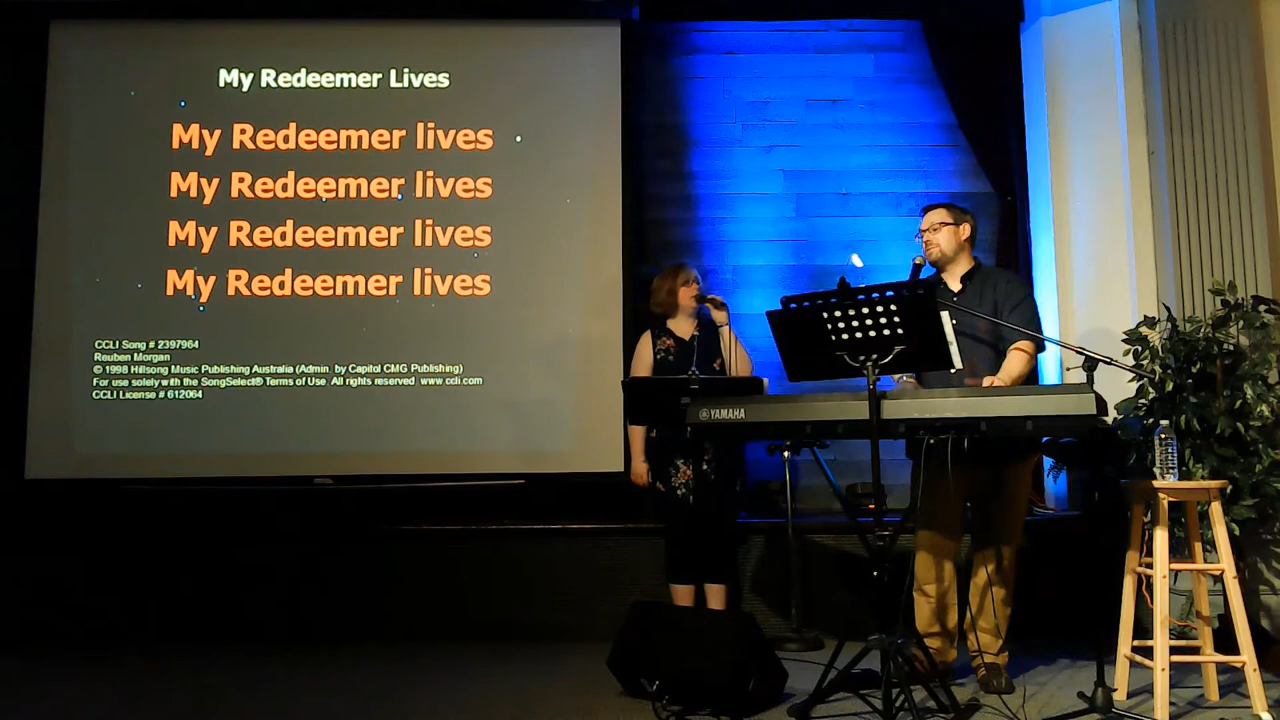 My Redeemer Lives
My Redeemer lives
My Redeemer lives
My Redeemer lives
My Redeemer lives
CCLI Song # 2397964
Reuben Morgan
© 1998 Hillsong Music Publishing Australia (Admin. by Capitol CMG Publishing)
For use solely with the SongSelect® Terms of Use. All rights reserved. www.ccli.com
CCLI License # 612064
YAMAHA